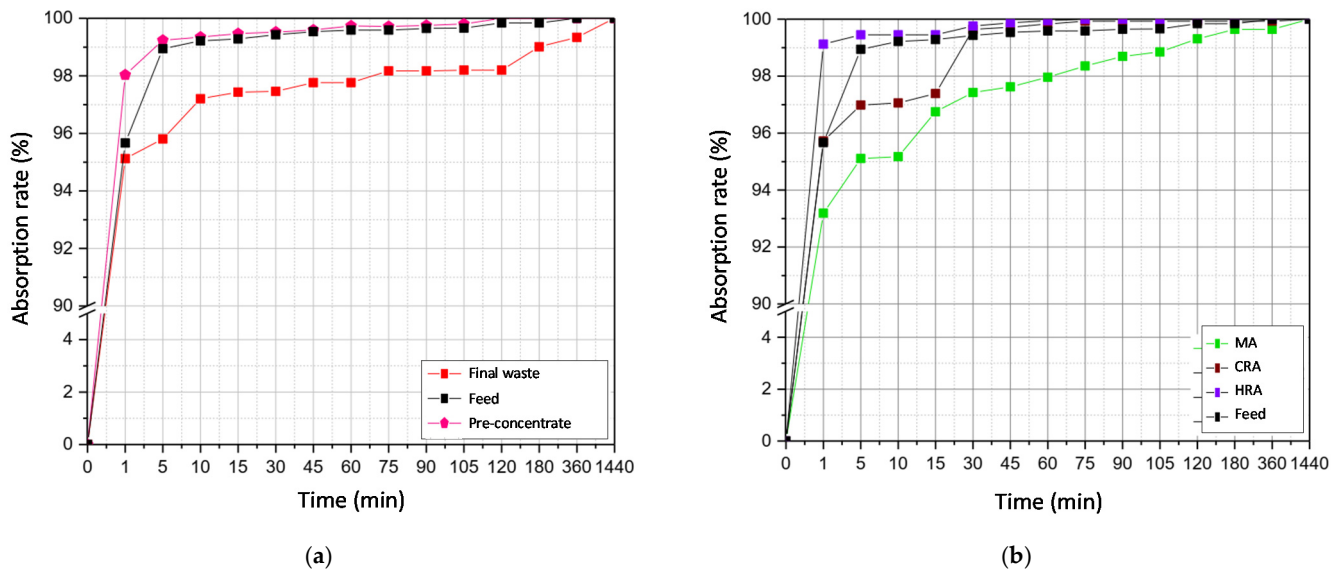 Absorption rate (%)
100
98
96
94
92
90
4
2
0
0 1 5 10 15 30 45 60 75 90 105 120 180 360 1440
Time (min)
Final waste
Feed
Pre-concentrate
(a)
Absorption rate (%)
100
98
96
94
92
90
4
2
0
0 1 5 10 15 30 45 60 75 90 105 120 180 360 1440
Time (min)
MA
CRA
HRA
Feed
(b)